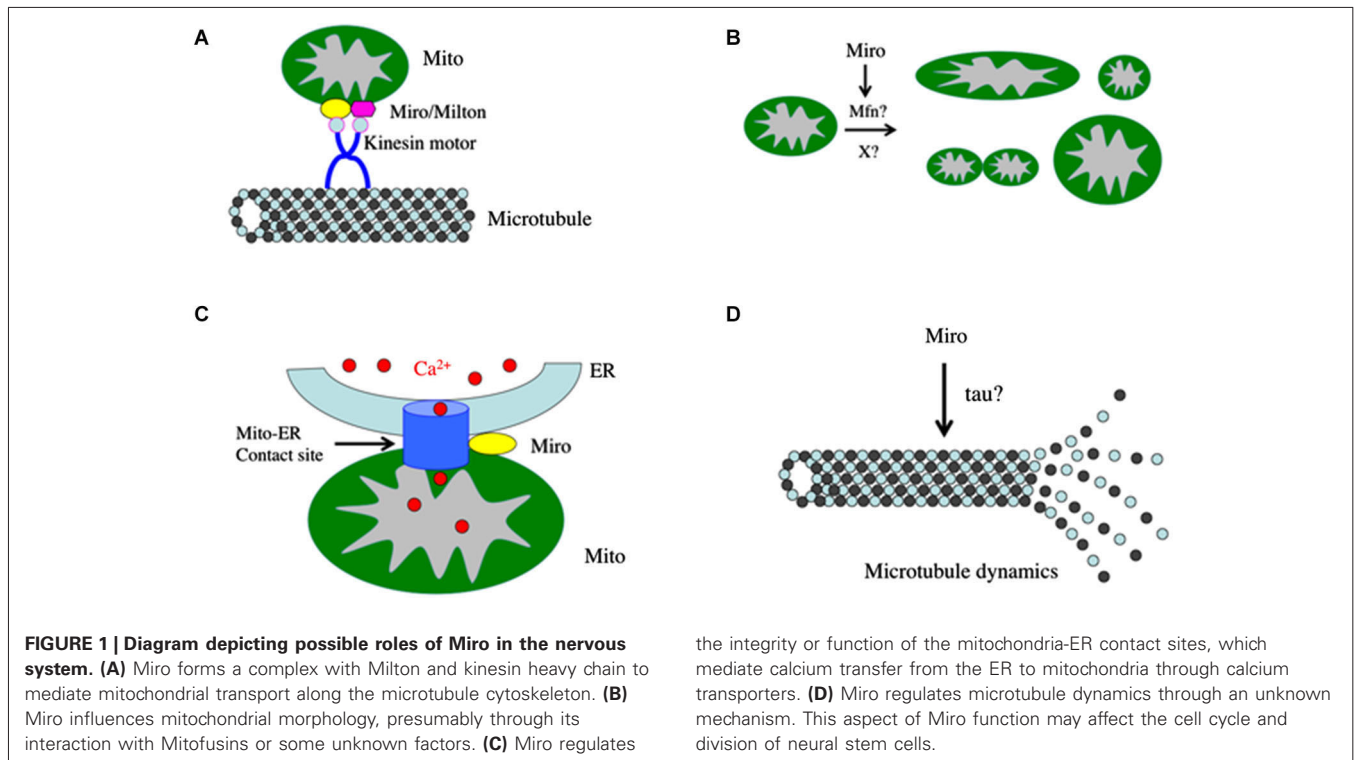 A
Mito
Miro/Milton
Kinesin motor
Microtubule
B
Miro
Mfn?
X?
C
Ca²⁺
ER
Mito-ER
Contact site
Miro
Mito
D
Miro
tau?
Microtubule dynamics
FIGURE 1 | Diagram depicting possible roles of Miro in the nervous
system. (A) Miro forms a complex with Milton and kinesin heavy chain to
mediate mitochondrial transport along the microtubule cytoskeleton. (B)
Miro influences mitochondrial morphology, presumably through its
interaction with Mitofusins or some unknown factors. (C) Miro regulates
the integrity or function of the mitochondria-ER contact sites, which
mediate calcium transfer from the ER to mitochondria through calcium
transporters. (D) Miro regulates microtubule dynamics through an unknown
mechanism. This aspect of Miro function may affect the cell cycle and
division of neural stem cells.